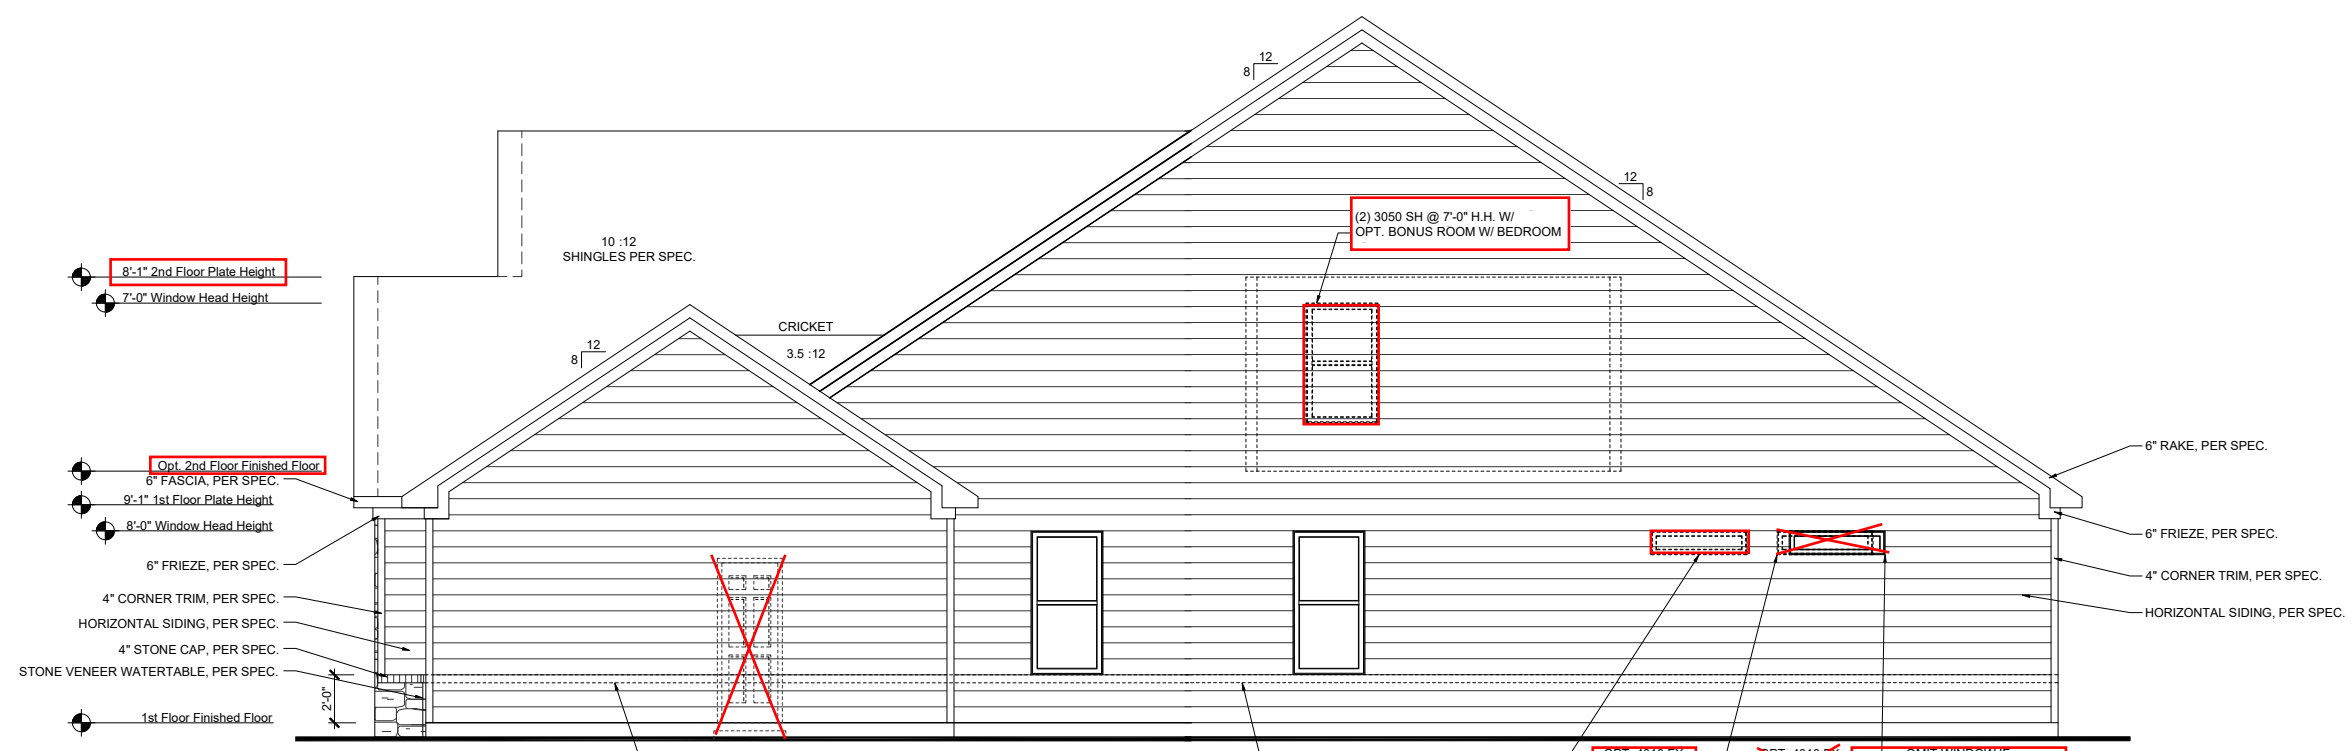 12
8
12
8
(2) 3050 SH @ 7'-0" H.H. W/
OPT. BONUS ROOM W/ BEDROOM
10 :12
SHINGLES PER SPEC.
8'-1" 2nd Floor Plate Height
7'-0" Window Head Height
CRICKET
3.5 :12
12
8
6" RAKE, PER SPEC.
Opt. 2nd Floor Finished Floor
6" FASCIA, PER SPEC.
9'-1" 1st Floor Plate Height
8'-0" Window Head Height
6" FRIEZE, PER SPEC.
6" FRIEZE, PER SPEC.
4" CORNER TRIM, PER SPEC.
4" CORNER TRIM, PER SPEC.
HORIZONTAL SIDING, PER SPEC.
HORIZONTAL SIDING, PER SPEC.
4" STONE CAP, PER SPEC.
STONE VENEER WATERTABLE, PER SPEC.
2'-0"
1st Floor Finished Floor